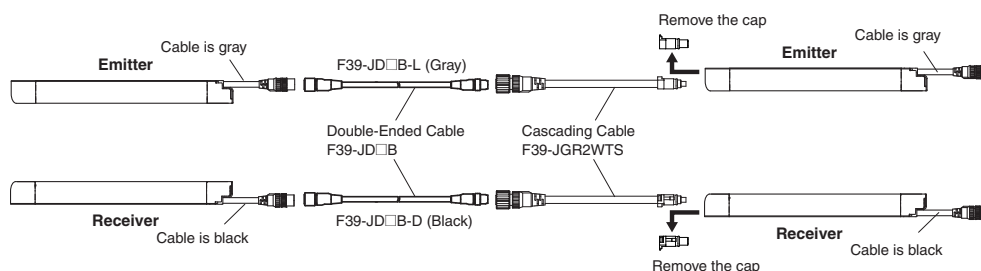 Remove the cap
Cable is gray
Emitter
F39-JD□B-L (Gray)
Emitter
Cable is gray
Double-Ended Cable
F39-JD□B
Cascading Cable
F39-JGR2WTS
Receiver
Cable is black
F39-JD□B-D (Black)
Receiver
Cable is black
Remove the cap